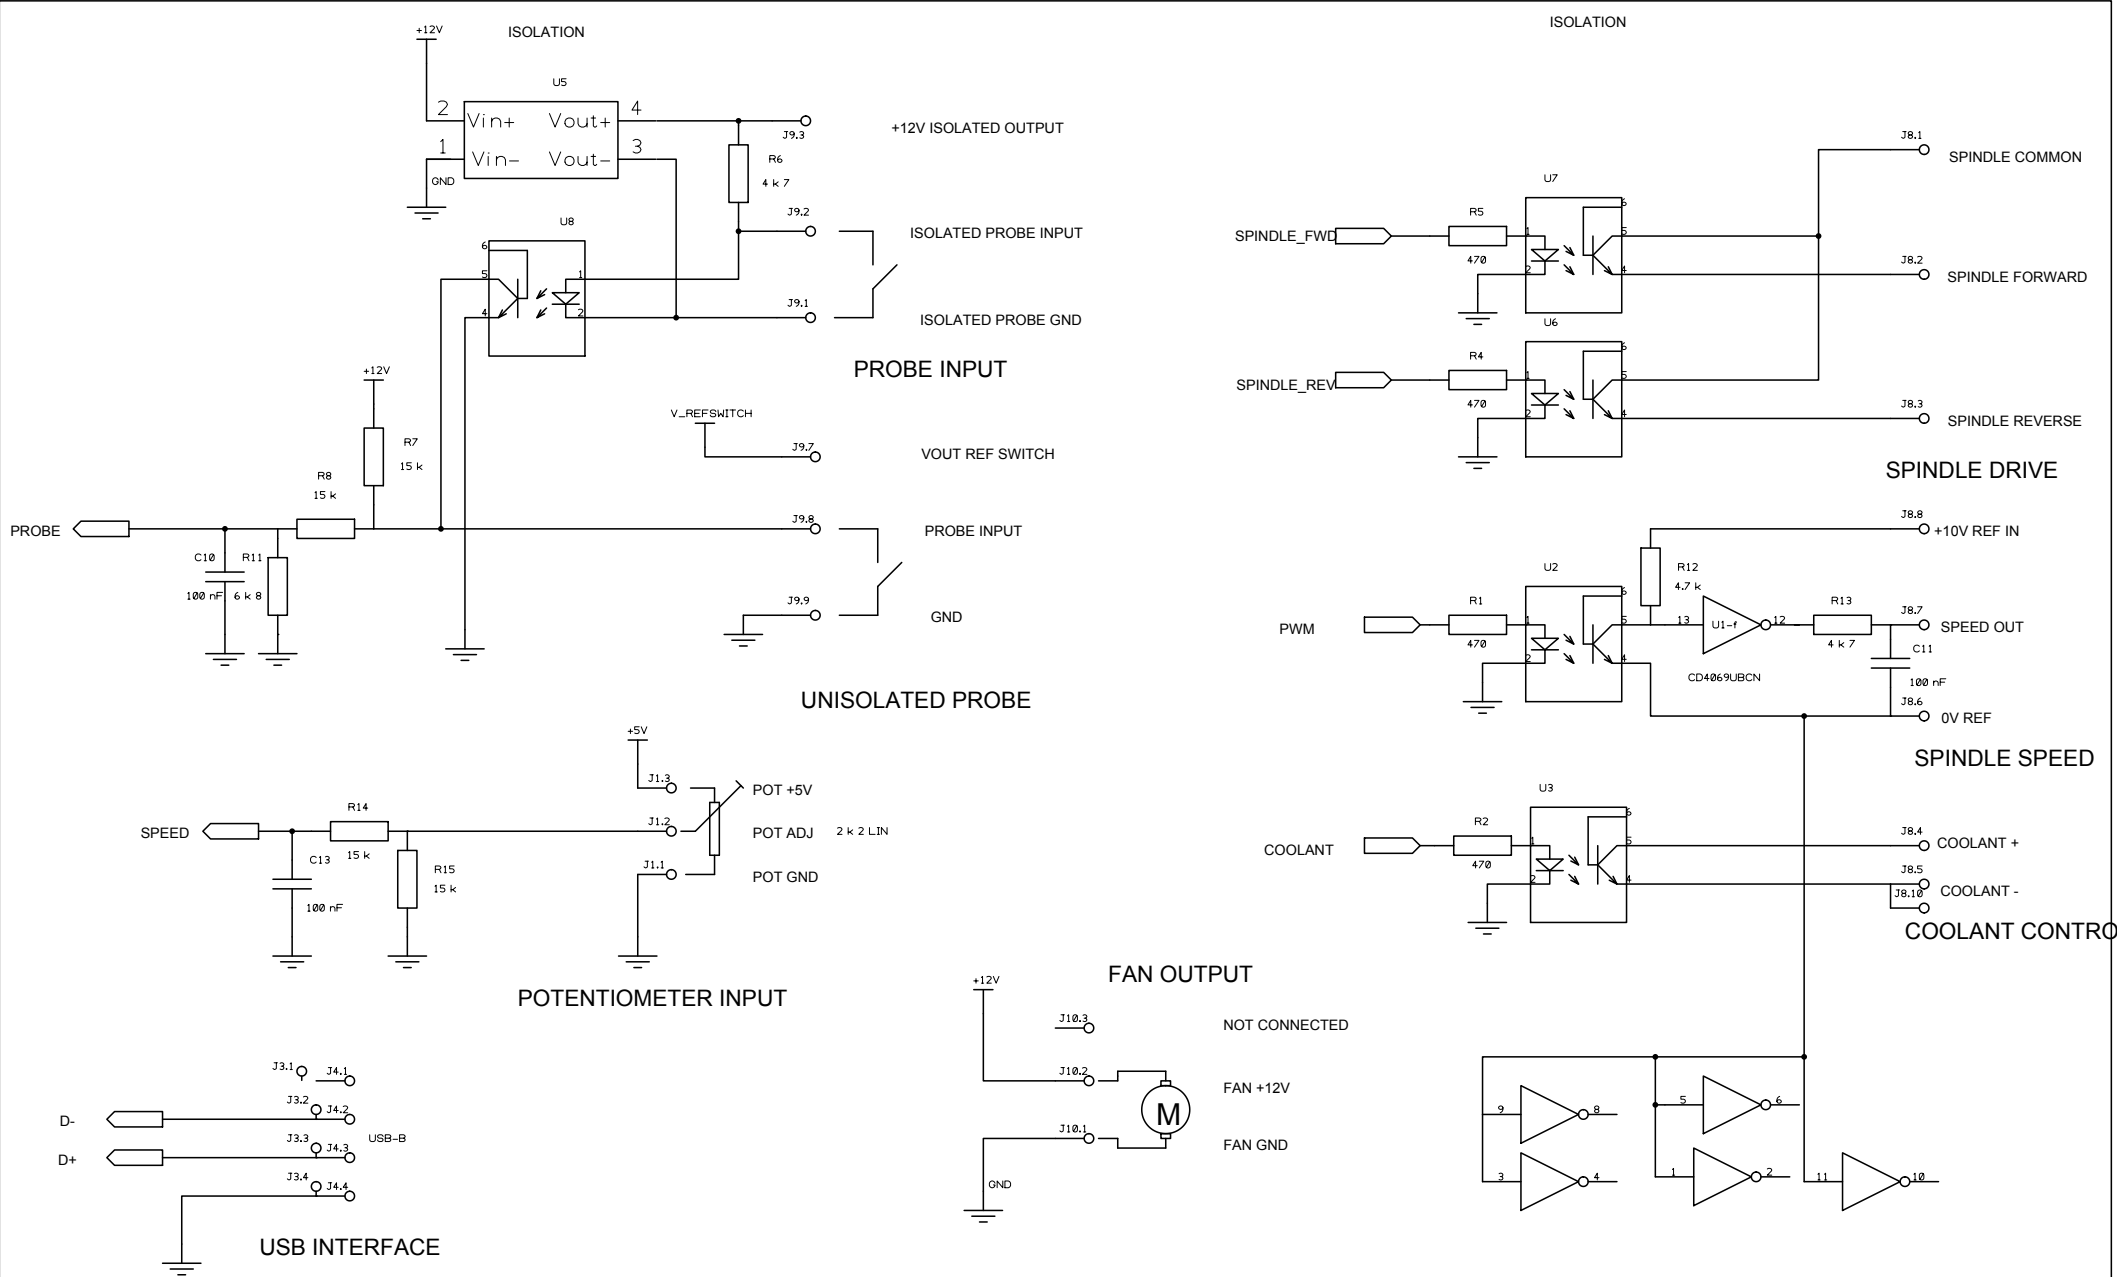 ISOLATION
+12V
U5
2
Vin+
Vout+
4
1
Vin-
Vout-
3
GND
J9.3
+12V ISOLATED OUTPUT
R6
4 k 7
U8
6
5
4
1
2
J9.2
ISOLATED PROBE INPUT
J9.1
ISOLATED PROBE GND
PROBE INPUT
+12V
R7
15 k
R8
15 k
V_REFSWITCH
J9.7
VOUT REF SWITCH
PROBE
J9.8
PROBE INPUT
C10
100 nF
R11
6 k 8
J9.9
GND
UNISOLATED PROBE
+5V
J1.3
POT +5V
SPEED
R14
15 k
J1.2
POT ADJ
2 k 2 LIN
C13
100 nF
R15
15 k
J1.1
POT GND
POTENTIOMETER INPUT
J3.1
J4.1
D-
J3.2
J4.2
USB-B
D+
J3.3
J4.3
J3.4
J4.4
USB INTERFACE
FAN OUTPUT
+12V
J10.3
NOT CONNECTED
J10.2
FAN +12V
M
J10.1
FAN GND
GND
ISOLATION
J8.1
SPINDLE COMMON
U7
SPINDLE_FWD
R5
470
1
2
6
5
4
J8.2
SPINDLE FORWARD
U6
SPINDLE_REV
R4
470
1
2
6
5
4
J8.3
SPINDLE REVERSE
SPINDLE DRIVE
J8.8
+10V REF IN
U2
R12
4.7 k
PWM
R1
470
1
2
6
5
4
13
U1-f
12
CD4069UBCN
R13
4 k 7
J8.7
SPEED OUT
C11
100 nF
J8.6
0V REF
SPINDLE SPEED
U3
COOLANT
R2
470
1
2
6
5
4
J8.4
COOLANT +
J8.5
J8.10
COOLANT -
COOLANT CONTRO
9
8
5
6
3
4
1
2
11
10